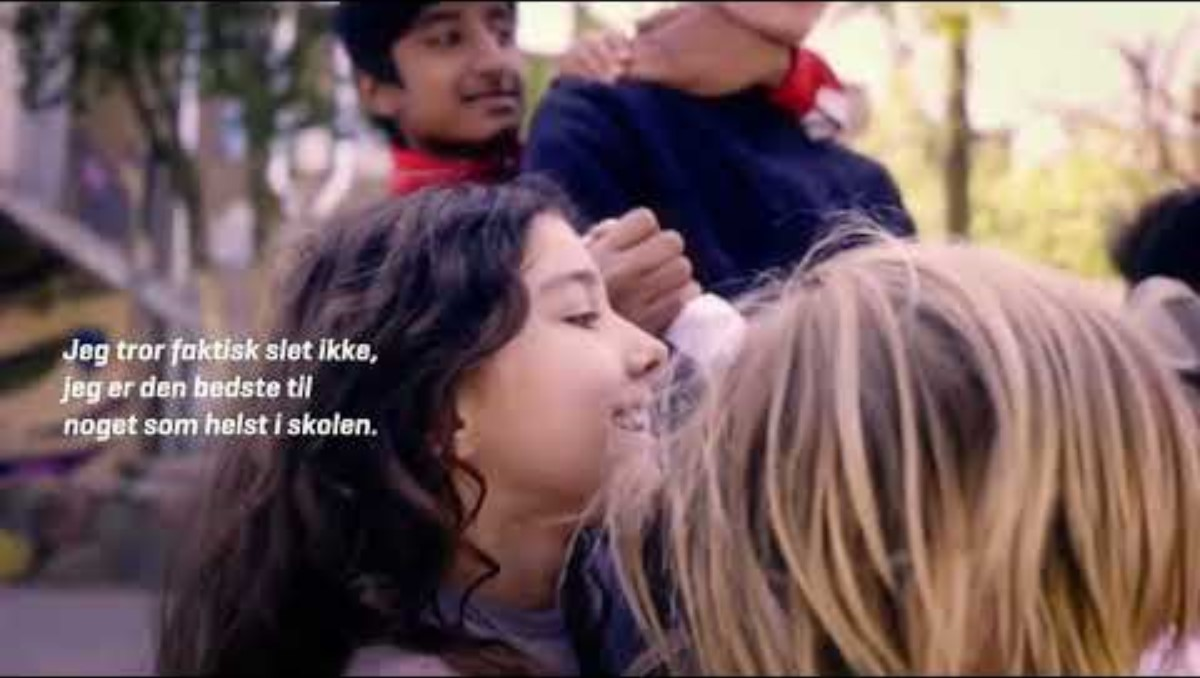 Jeg tror faktisk slet ikke,
jeg er den bedste til
noget som helst i skolen.